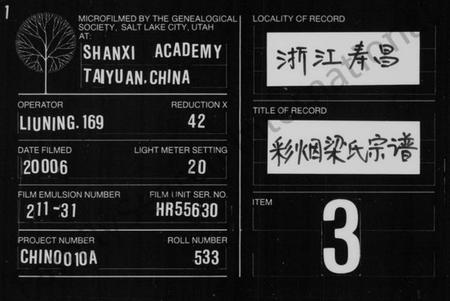 1
MICROFILMED BY THE GENEALOGICAL
SOCIETY, SALT LAKE CITY, UTAH
AT:
SHANXI ACADEMY
TAIYUAN. CHINA
OPERATOR REDUCTION X
LIUNING. 169 42
DATE FILMED LIGHT METER SETTING
20006 20
FILM EMULSION NUMBER FILM UNIT SER. NO.
211-31 HR55630
PROJECT NUMBER ROLL NUMBER
CHIN0010A 533
LOCALITY OF RECORD
浙江寿昌
TITLE OF RECORD
彩烟梁氏宗谱
ITEM
3